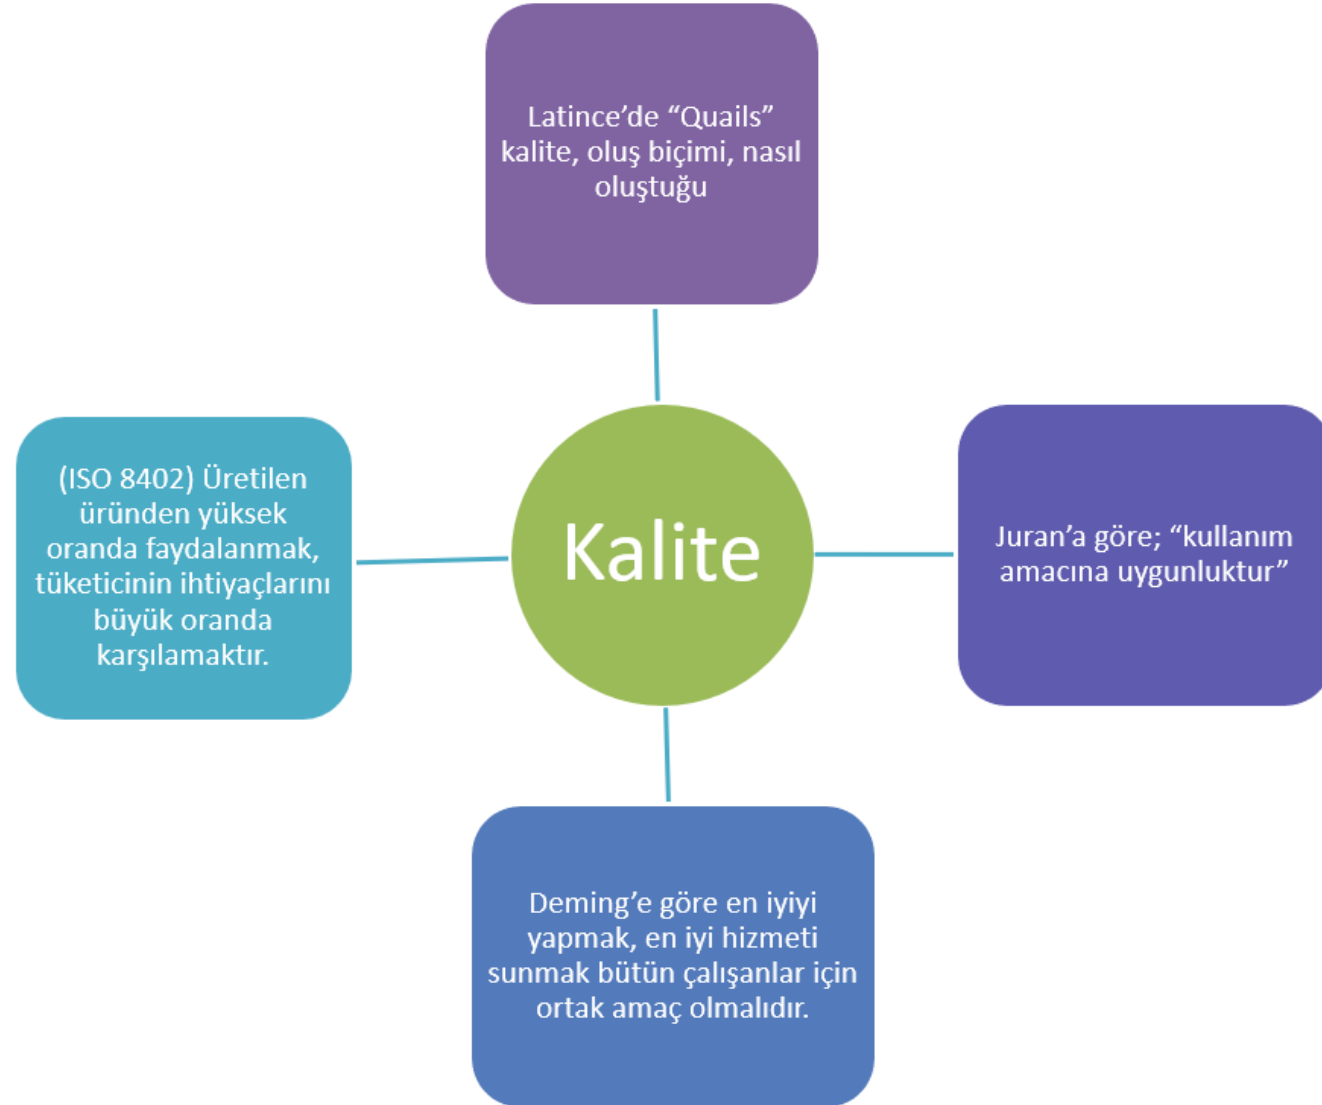 Latince’de “Quails”
kalite, oluş biçimi, nasıl
oluştuğu
(ISO 8402) Üretilen
üründen yüksek
oranda faydalanmak,
tüketicinin ihtiyaçlarını
büyük oranda
karşılamaktır.
Kalite
Juran’a göre; “kullanım
amacına uygunluktur”
Deming’e göre en iyiyi
yapmak, en iyi hizmeti
sunmak bütün çalışanlar için
ortak amaç olmalıdır.